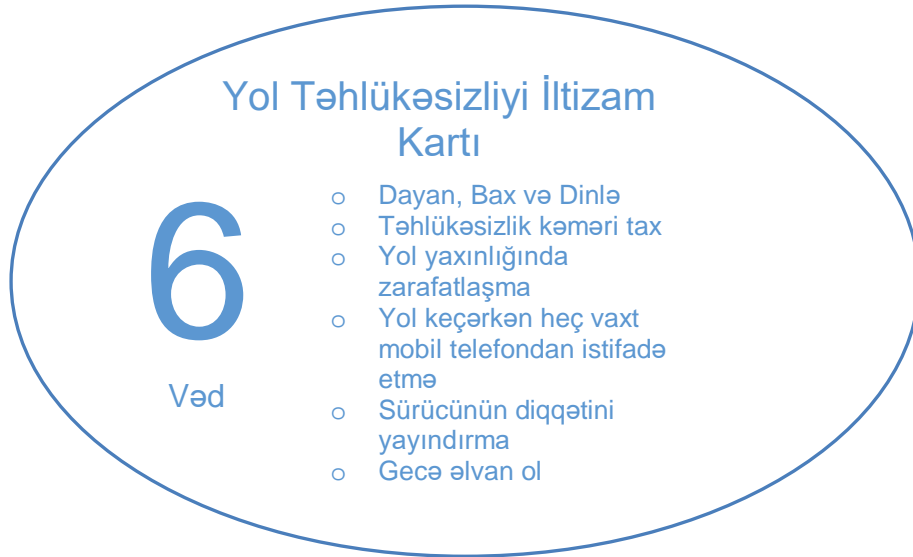 Yol Təhlükəsizliyi İltizam
Kartı
6
Vəd
o Dayan, Bax və Dinlə
o Təhlükəsizlik kəməri tax
o Yol yaxınlığında
zarafatlaşma
o Yol keçərkən heç vaxt
mobil telefondan istifadə
etmə
o Sürücünün diqqətini
yayındırma
o Gecə əlvan ol